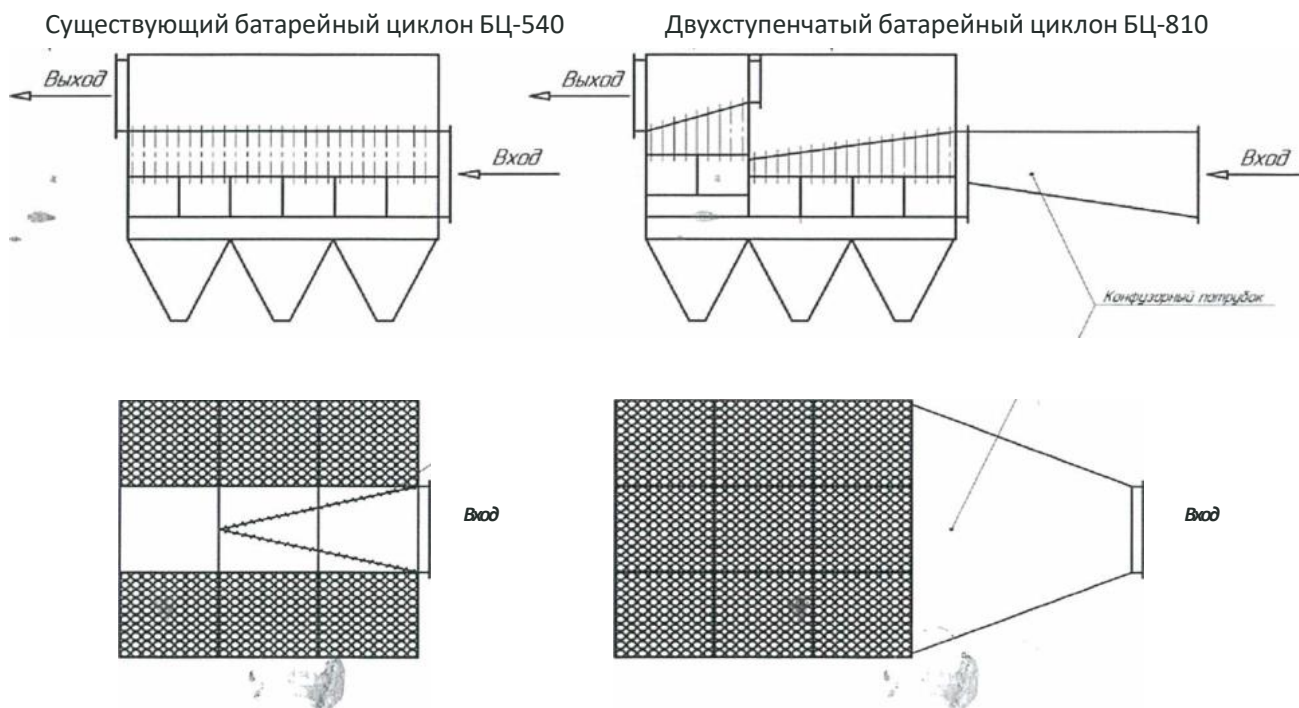 Существующий батарейный циклон БЦ-540
Двухступенчатый батарейный циклон БЦ-810
Выход
Вход
Выход
Вход
Конфузорный патрубок
Вход
Вход